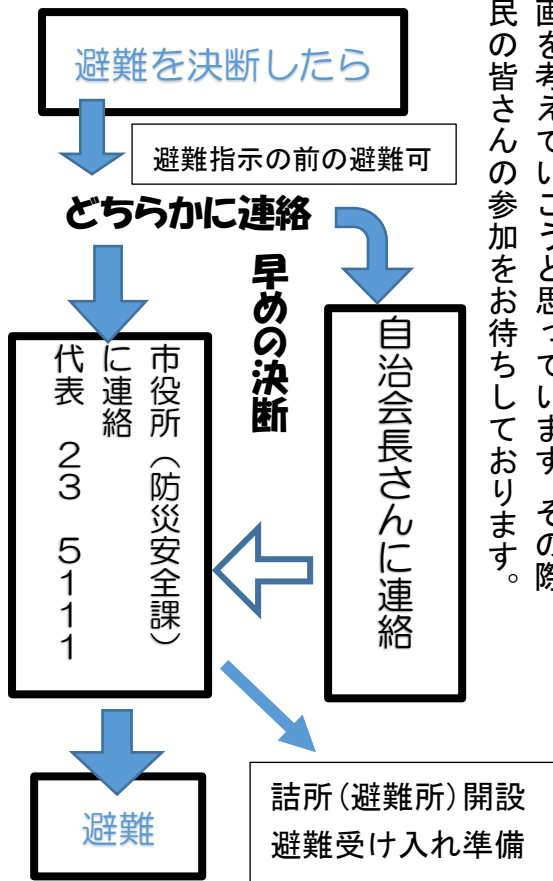 画を考えていこうと思っています。その際
民の皆さんの参加をお待ちしております。
避難を決断したら
避難指示の前の避難可
どちらかに連絡
早めの決断
自治会長さんに連絡
市役所（防災安全課）
に連絡
代表　２３　５１１１
避難
詰所（避難所）開設
避難受け入れ準備